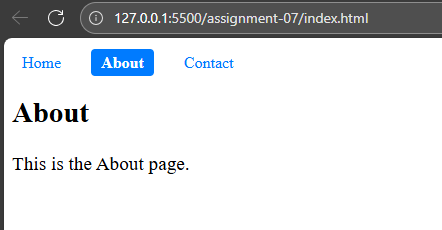 127.0.0.1:5500/assignment-07/index.html
Home About Contact
About
This is the About page.